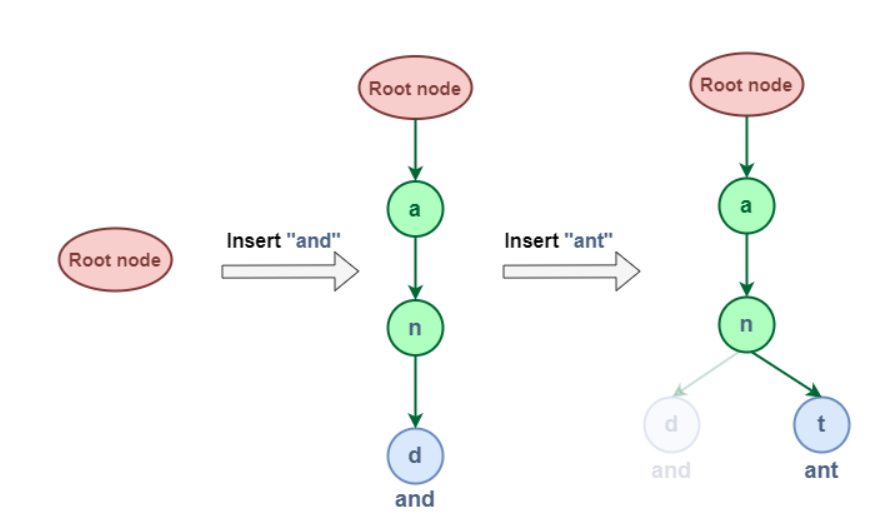 Root node
Insert "and"
Root node
a
n
d
and
Insert "ant"
Root node
a
n
d
and
t
ant